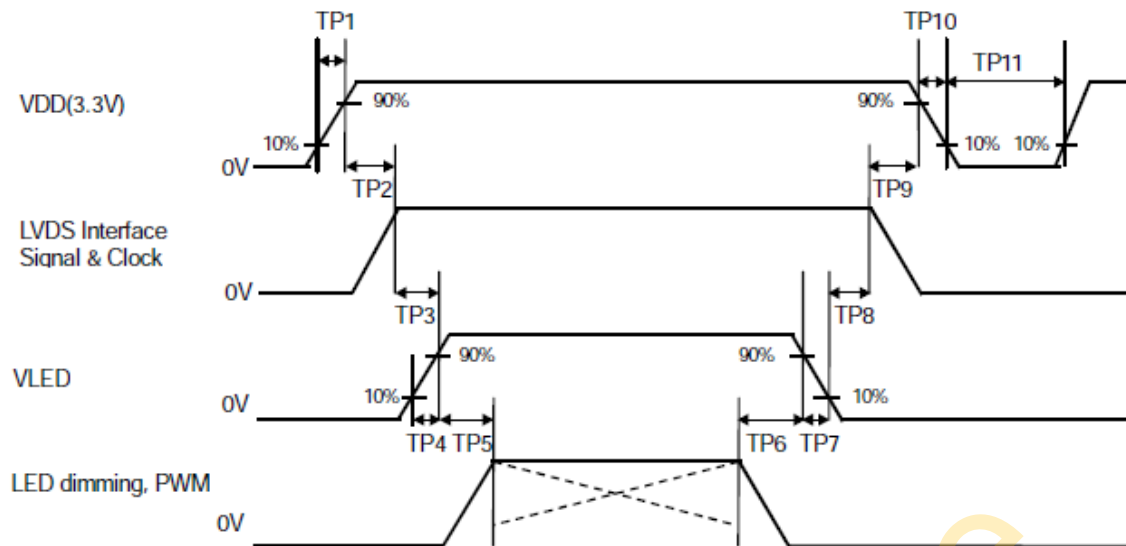 TP1
TP10
TP11
VDD(3.3V)
90%
90%
10%
10%
10%
0V
TP2
TP9
LVDS Interface
Signal & Clock
0V
TP3
TP8
90%
90%
VLED
10%
10%
0V
TP4
TP5
TP6
TP7
LED dimming, PWM
0V